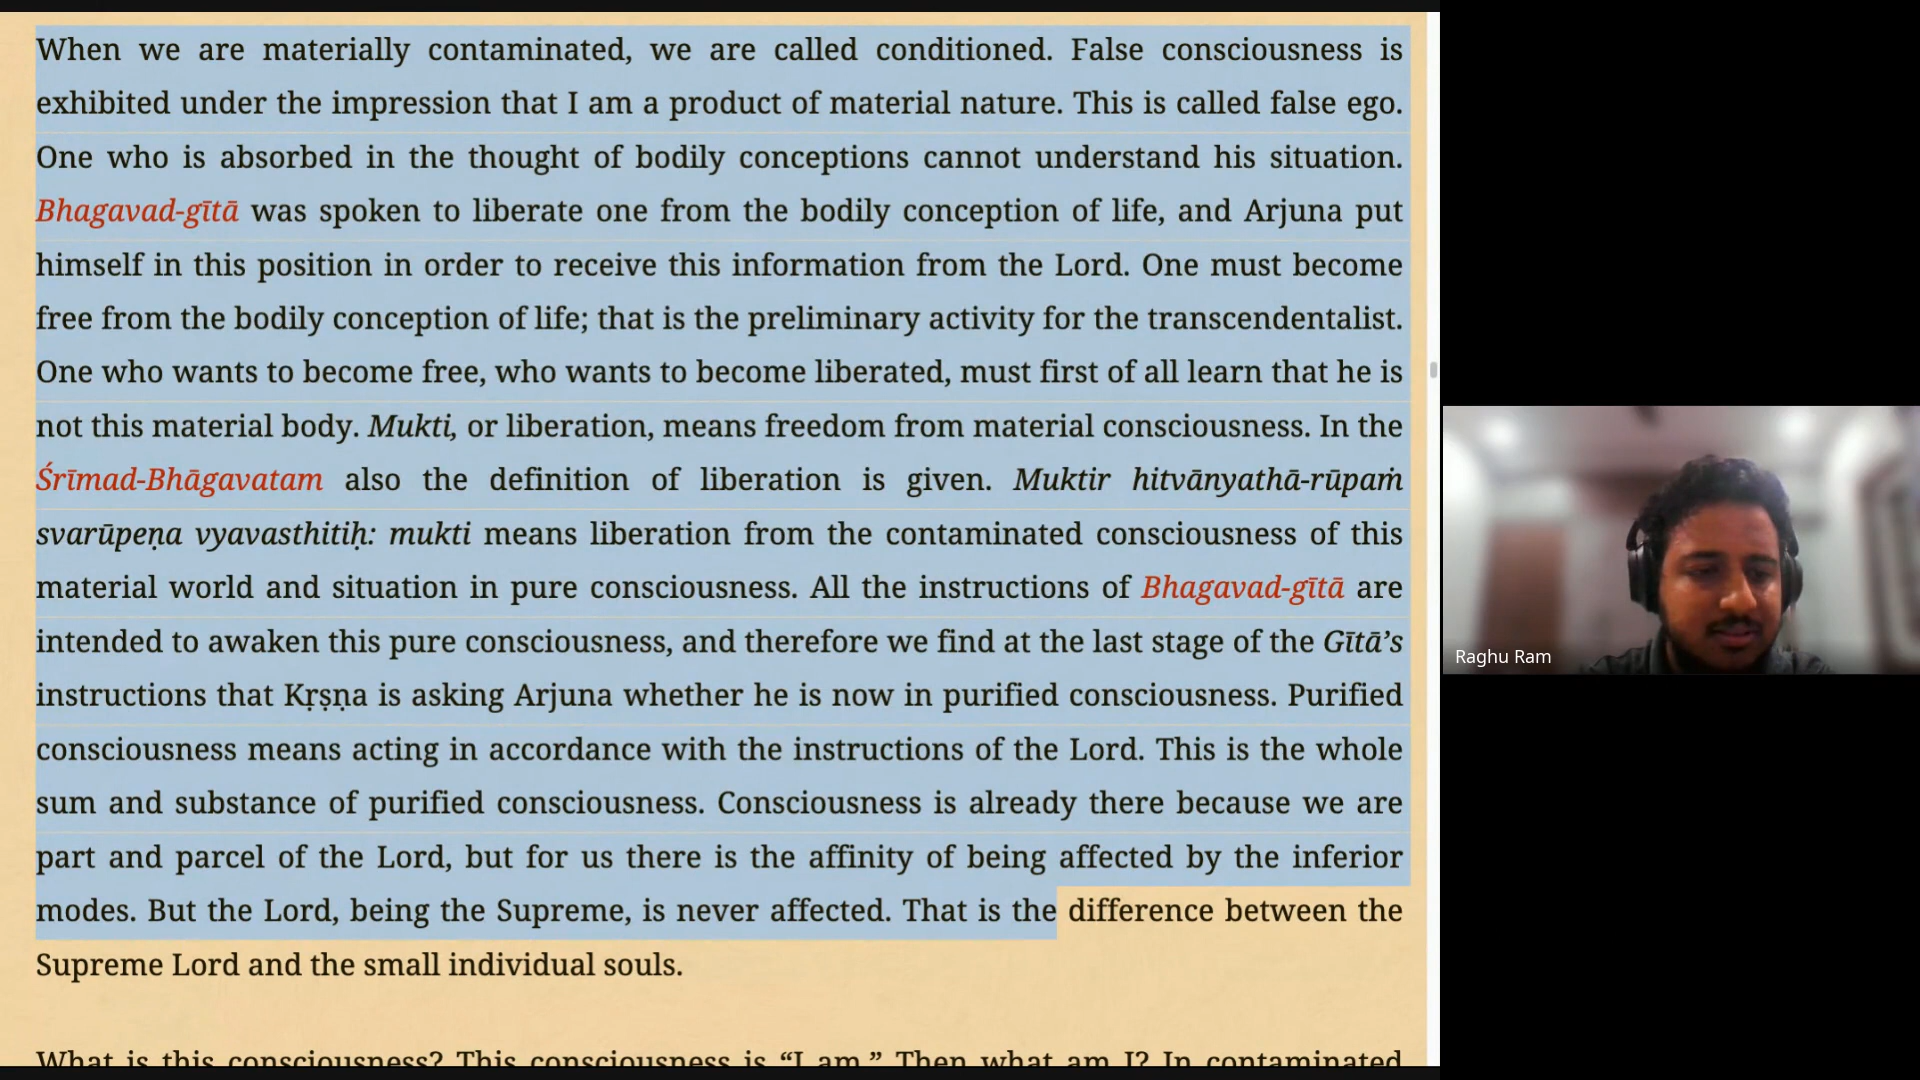 When we are materially contaminated, we are called conditioned. False consciousness is
exhibited under the impression that I am a product of material nature. This is called false ego.
One who is absorbed in the thought of bodily conceptions cannot understand his situation.
Bhagavad-gītā was spoken to liberate one from the bodily conception of life, and Arjuna put
himself in this position in order to receive this information from the Lord. One must become
free from the bodily conception of life; that is the preliminary activity for the transcendentalist.
One who wants to become free, who wants to become liberated, must first of all learn that he is
not this material body. Mukti, or liberation, means freedom from material consciousness. In the
Śrīmad-Bhāgavatam also the definition of liberation is given. Muktir hitvānyathā-rūpaṁ
svarūpeṇa vyavasthitiḥ: mukti means liberation from the contaminated consciousness of this
material world and situation in pure consciousness. All the instructions of Bhagavad-gītā are
intended to awaken this pure consciousness, and therefore we find at the last stage of the Gītā’s
instructions that Kṛṣṇa is asking Arjuna whether he is now in purified consciousness. Purified
consciousness means acting in accordance with the instructions of the Lord. This is the whole
sum and substance of purified consciousness. Consciousness is already there because we are
part and parcel of the Lord, but for us there is the affinity of being affected by the inferior
modes. But the Lord, being the Supreme, is never affected. That is the difference between the
Supreme Lord and the small individual souls.
What is this consciousness? This consciousness is “I am.” Then what am I? In contaminated
Raghu Ram